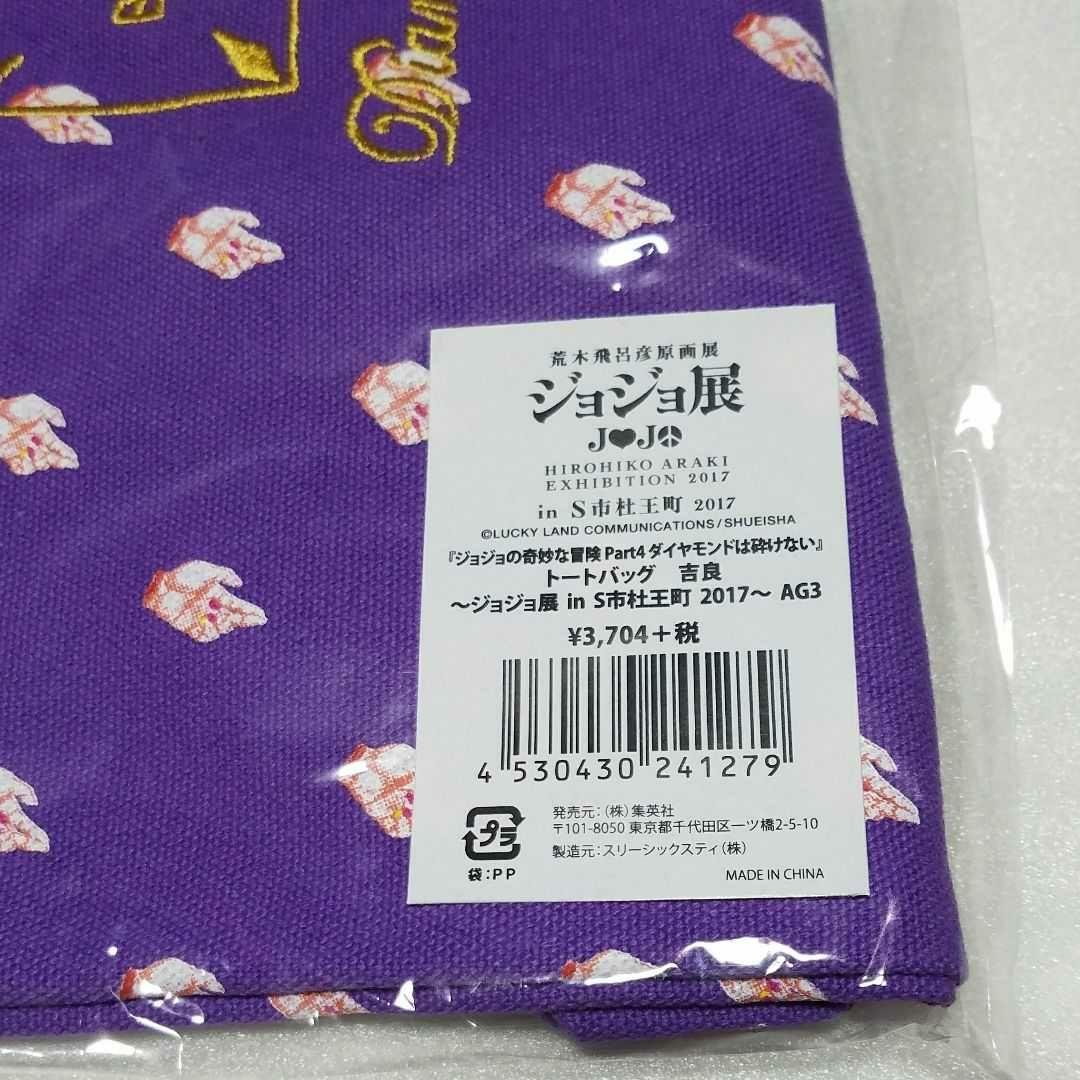 Diam
荒木飛呂彦原画展
ジョジョ展
JOJO
HIROHIKO ARAKI
EXHIBITION 2017
in S市杜王町 2017
©LUCKY LAND COMMUNICATIONS/SHUEISHA
『ジョジョの奇妙な冒険 Part4 ダイヤモンドは砕けない』
トートバッグ 吉良
～ジョジョ展 in S市杜王町 2017～ AG3
¥3,704+税
4 530430 241279
プラ
袋:PP
発売元:(株)集英社
〒101-8050 東京都千代田区一ツ橋2-5-10
製造元:スリーシックスティ(株)
MADE IN CHINA